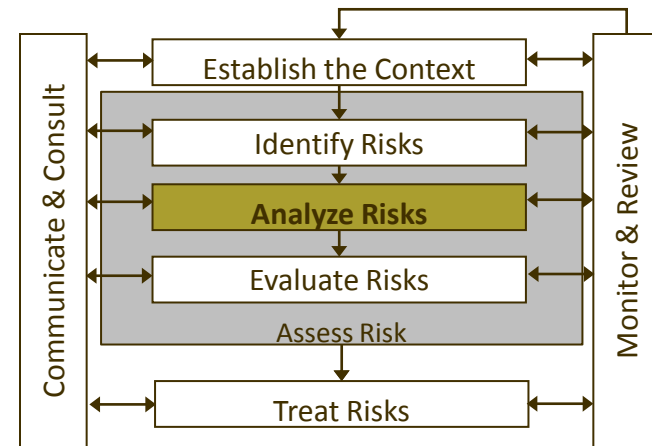 Communicate & Consult
Establish the Context
Identify Risks
Analyze Risks
Evaluate Risks
Assess Risk
Treat Risks
Monitor & Review